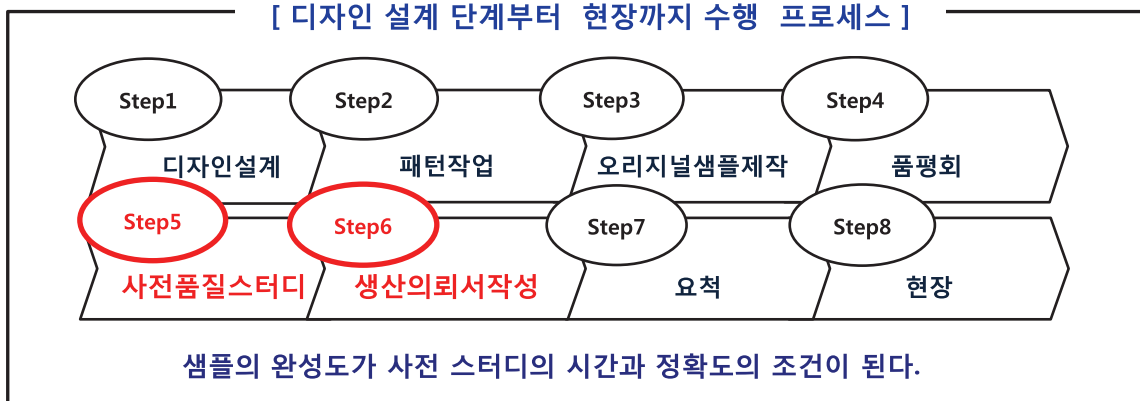 [ 디자인 설계 단계부터 현장까지 수행 프로세스 ]
Step1 Step2 Step3 Step4
디자인설계 패턴작업 오리지널샘플제작 품평회
Step5 Step6 Step7 Step8
사전품질스터디 생산의뢰서작성 요척 현장
샘플의 완성도가 사전 스터디의 시간과 정확도의 조건이 된다.